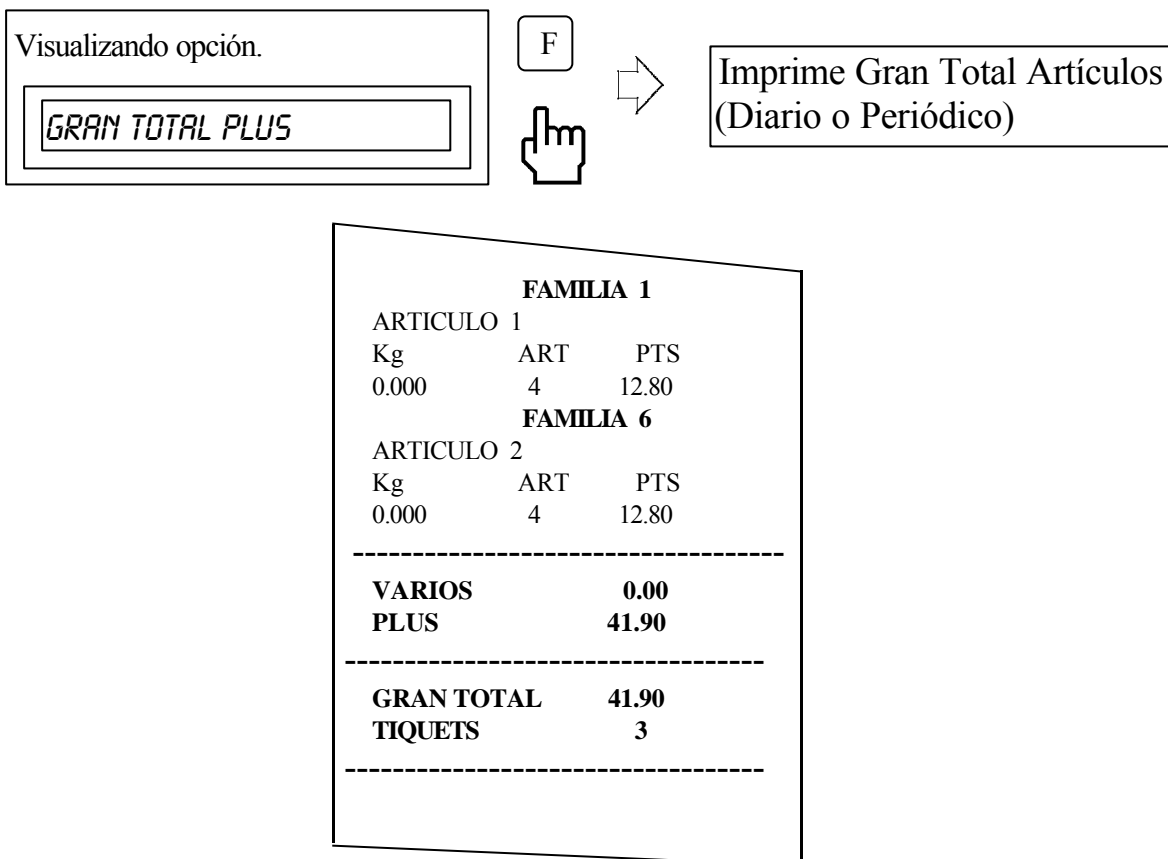 Visualizando opción.
GRAN TOTAL PLUS
F
Imprime Gran Total Artículos
(Diario o Periódico)
FAMILIA 1
ARTICULO 1
Kg ART PTS
0.000 4 12.80
FAMILIA 6
ARTICULO 2
Kg ART PTS
0.000 4 12.80
-----------------------------------
VARIOS 0.00
PLUS 41.90
-----------------------------------
GRAN TOTAL 41.90
TIQUETS 3
-----------------------------------